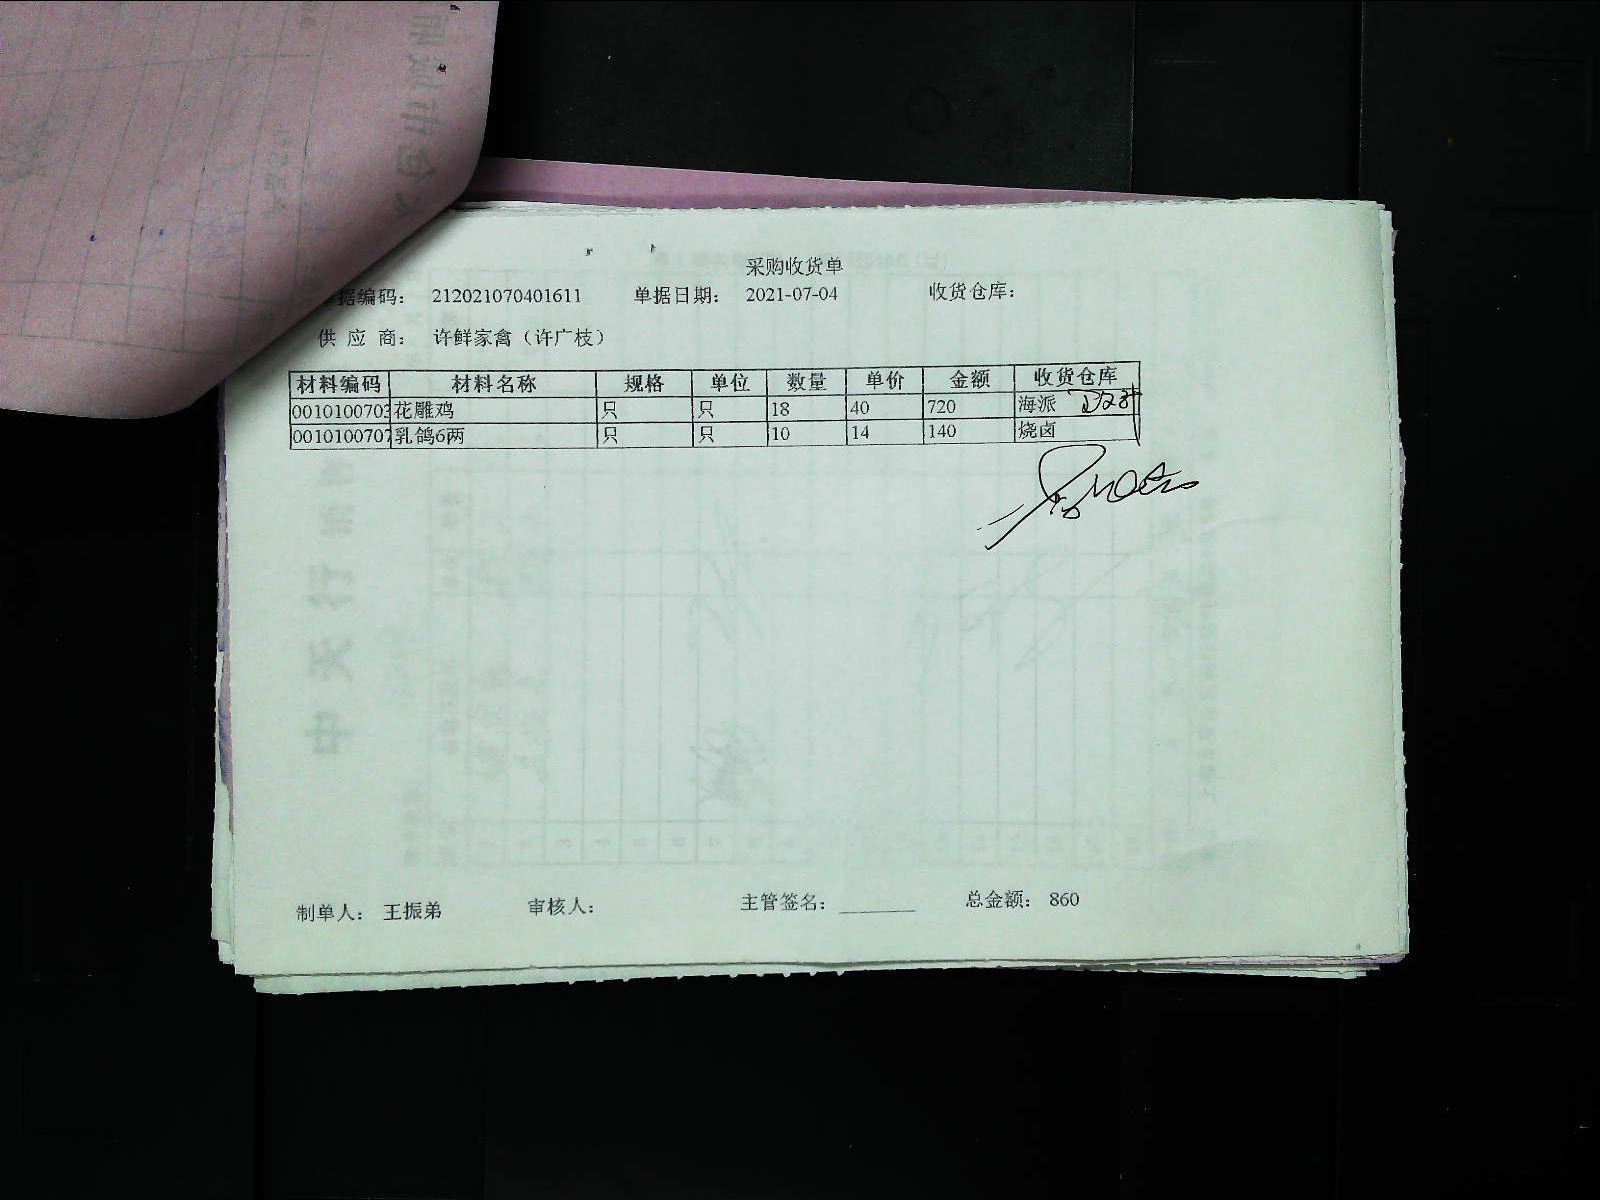 采购收货单
据编码： 212021070401611 单据日期： 2021-07-04 收货仓库：
供 应 商： 许鲜家禽（许广枝）
材料编码 材料名称 规格 单位 数量 单价 金额 收货仓库
0010100703 花雕鸡 只 只 18 40 720 海派
0010100707 乳鸽6两 只 只 10 14 140 烧卤
制单人： 王振弟 审核人： 主管签名： ________ 总金额： 860